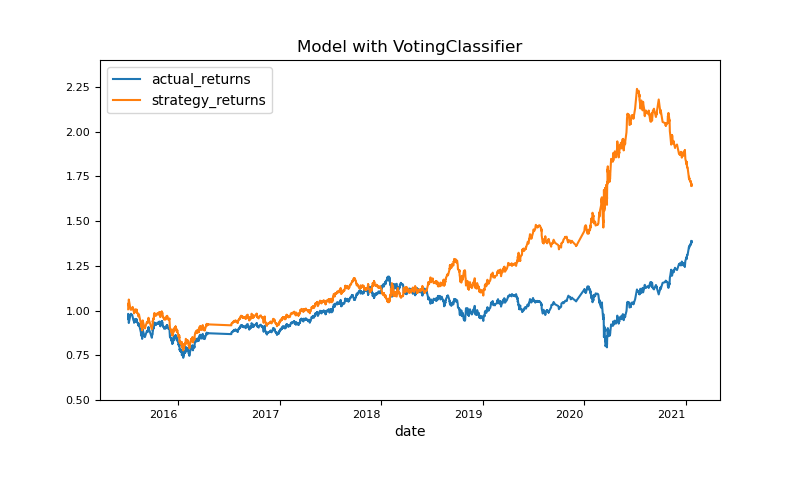 Model with VotingClassifier
actual_returns
strategy_returns
2.25
2.00
1.75
1.50
1.25
1.00
0.75
0.50
2016 2017 2018 2019 2020 2021
date